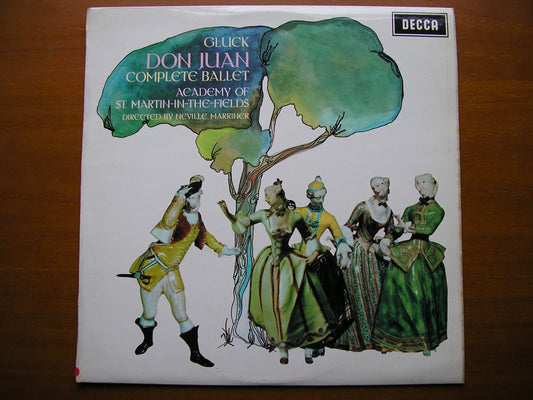 DECCA
GLUCK
DON JUAN
COMPLETE BALLET
ACADEMY OF
ST. MARTIN-IN-THE-FIELDS
DIRECTED BY NEVILLE MARRINER